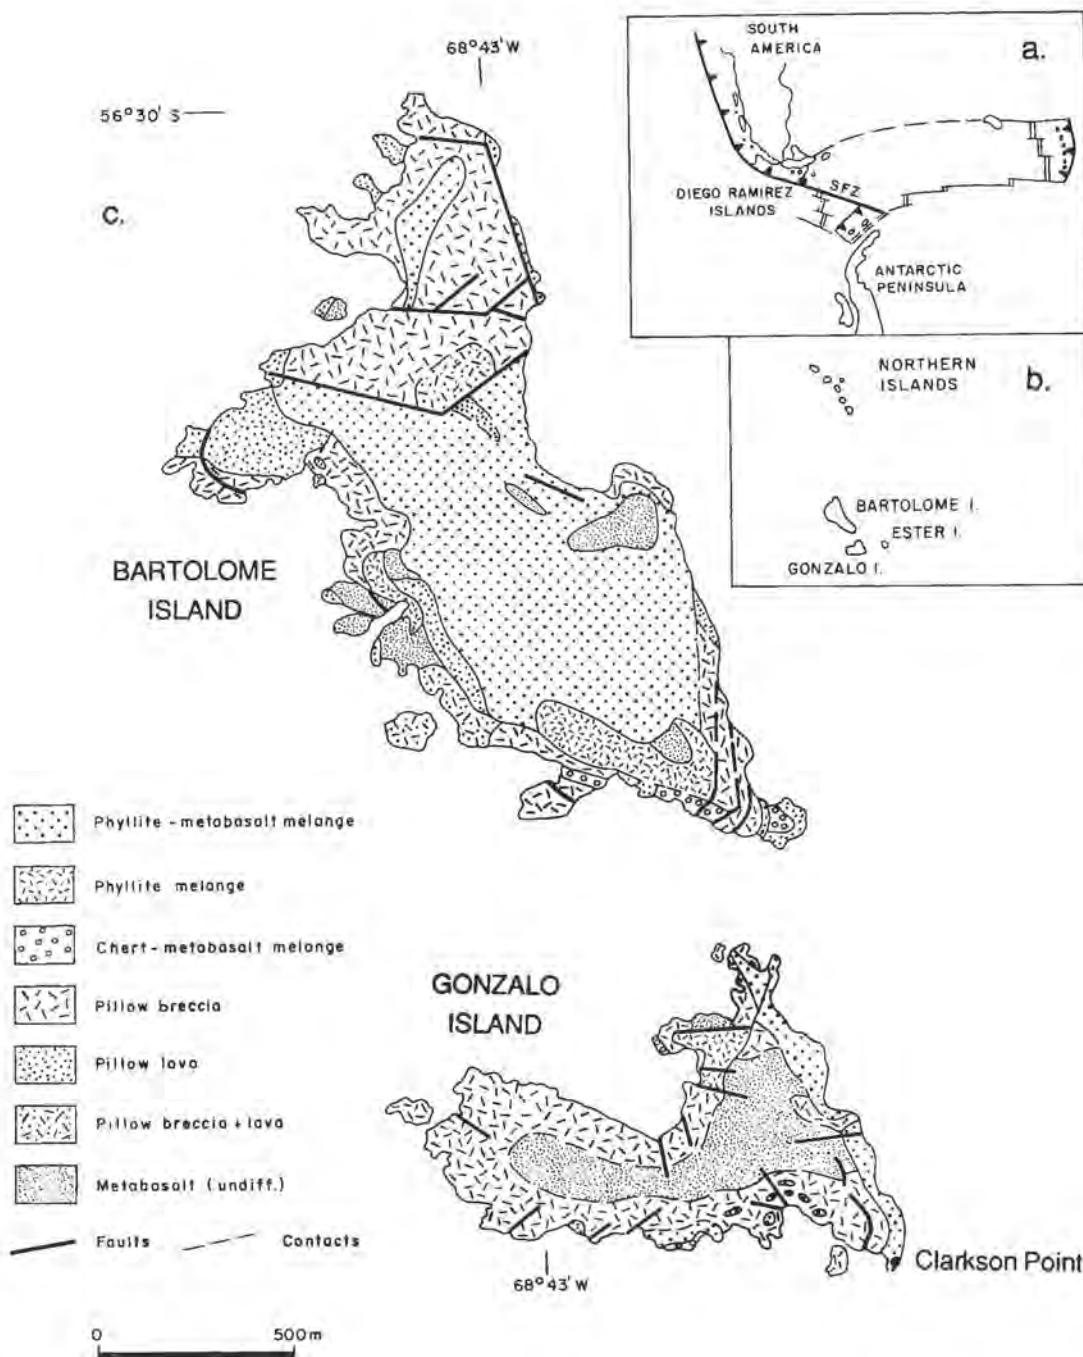 68°43'W
56°30' S
c.
SOUTH
AMERICA
a.
DIEGO RAMIREZ
ISLANDS
SFZ
ANTARCTIC
PENINSULA
NORTHERN
ISLANDS
b.
BARTOLOME I.
ESTER I.
GONZALO I.
BARTOLOME
ISLAND
Phyllite - metabasalt mélange
Phyllite melange
Chert - metabasalt mélange
Pillow breccia
Pillow lava
Pillow breccia + lava
Metabasalt (undiff.)
Faults
Contacts
GONZALO
ISLAND
68°43'W
Clarkson Point
0 500m